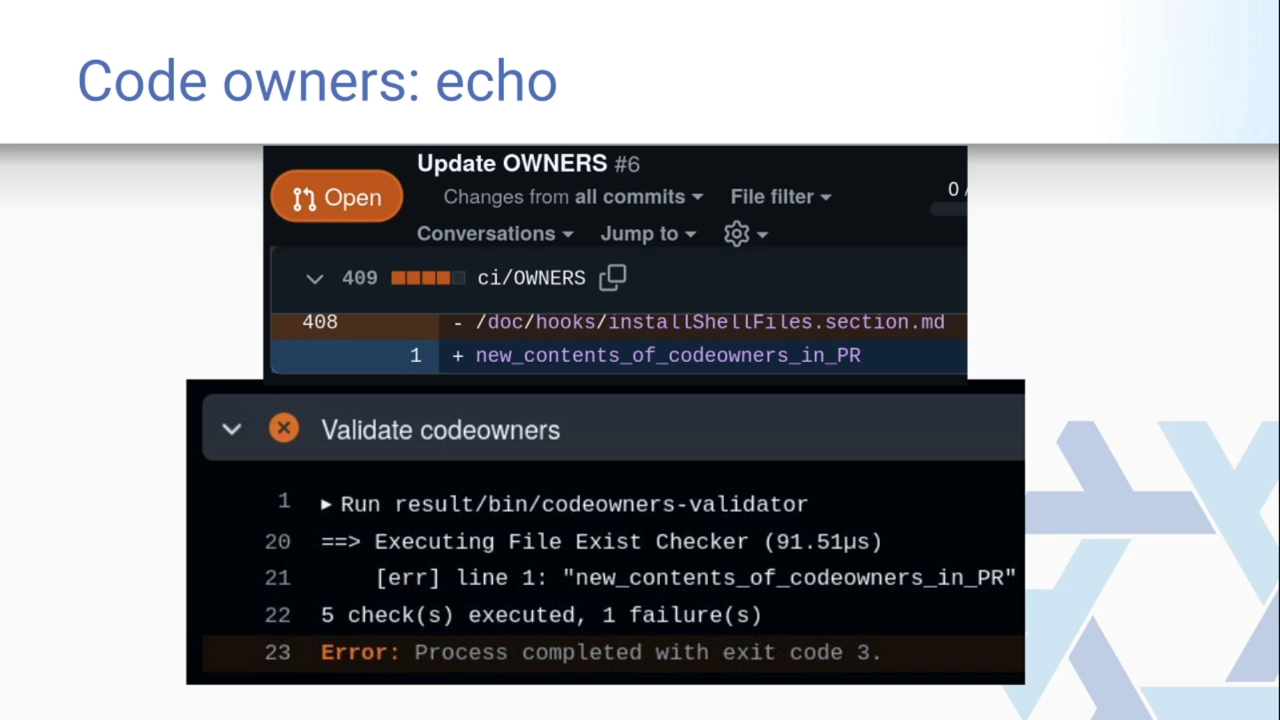 Code owners: echo
Update OWNERS #6
Open
Changes from all commits
File filter
0 /
Conversations
Jump to
409 ci/OWNERS
408 - /doc/hooks/installShellFiles.section.md
1 + new_contents_of_codeowners_in_PR
Validate codeowners
1 Run result/bin/codeowners-validator
20 ==> Executing File Exist Checker (91.51µs)
21 [err] line 1: "new_contents_of_codeowners_in_PR"
22 5 check(s) executed, 1 failure(s)
23 Error: Process completed with exit code 3.